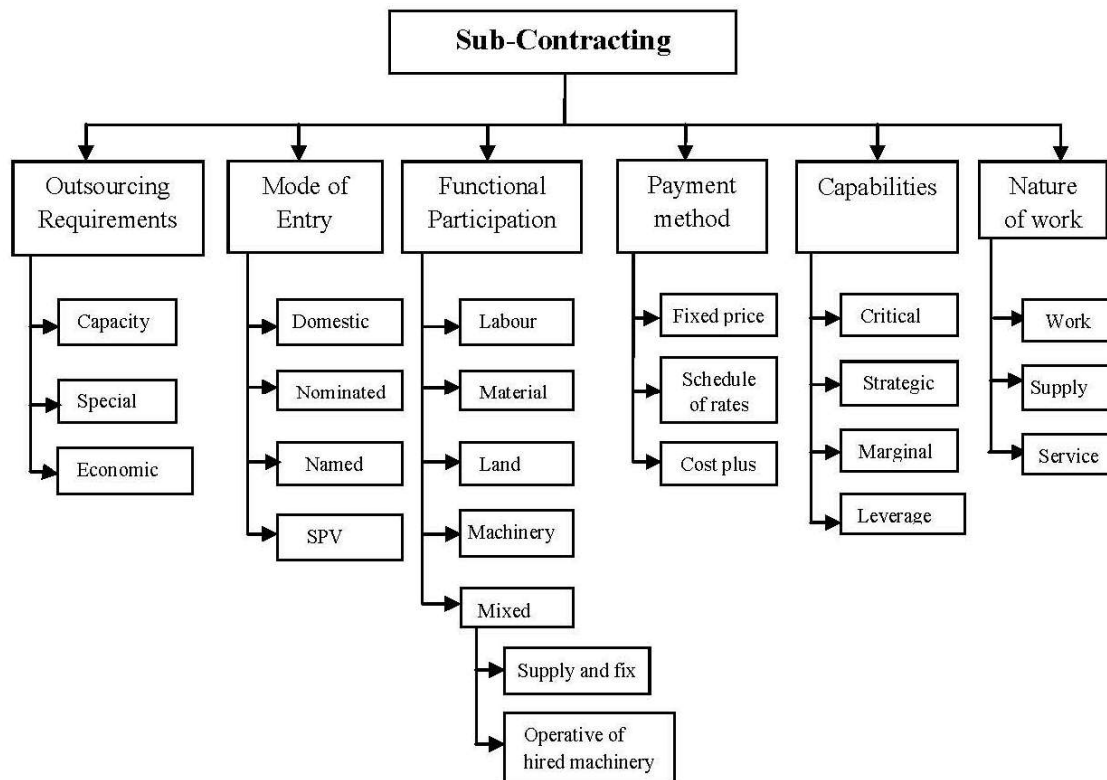 Sub-Contracting
Outsourcing
Requirements
Mode of
Entry
Functional
Participation
Payment
method
Capabilities
Nature
of work
Capacity
Special
Economic
Domestic
Nominated
Named
SPV
Labour
Material
Land
Machinery
Mixed
Supply and fix
Operative of
hired machinery
Fixed price
Schedule
of rates
Cost plus
Critical
Strategic
Marginal
Leverage
Work
Supply
Service